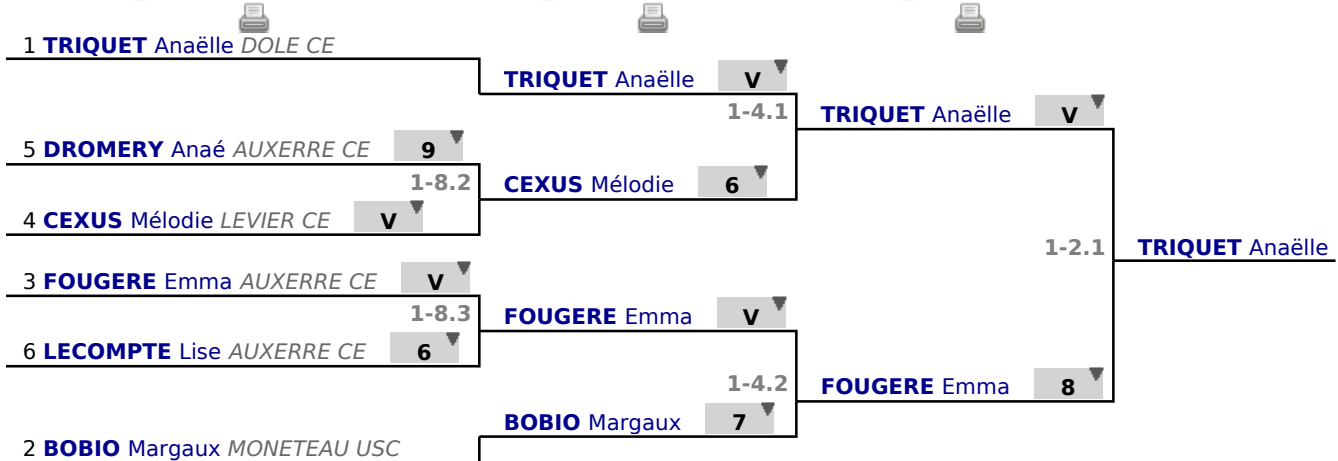 1 TRIQUET Anaëlle DOLE CE
TRIQUET Anaëlle V
1-4.1
TRIQUET Anaëlle V
5 DROMERY Anaé AUXERRE CE 9
1-8.2
CEXUS Mélodie 6
4 CEXUS Mélodie LEVIER CE V
1-2.1
TRIQUET Anaëlle
3 FOUGERE Emma AUXERRE CE V
1-8.3
FOUGERE Emma V
6 LECOMPTE Lise AUXERRE CE 6
1-4.2
FOUGERE Emma 8
BOBIO Margaux 7
2 BOBIO Margaux MONETEAU USC